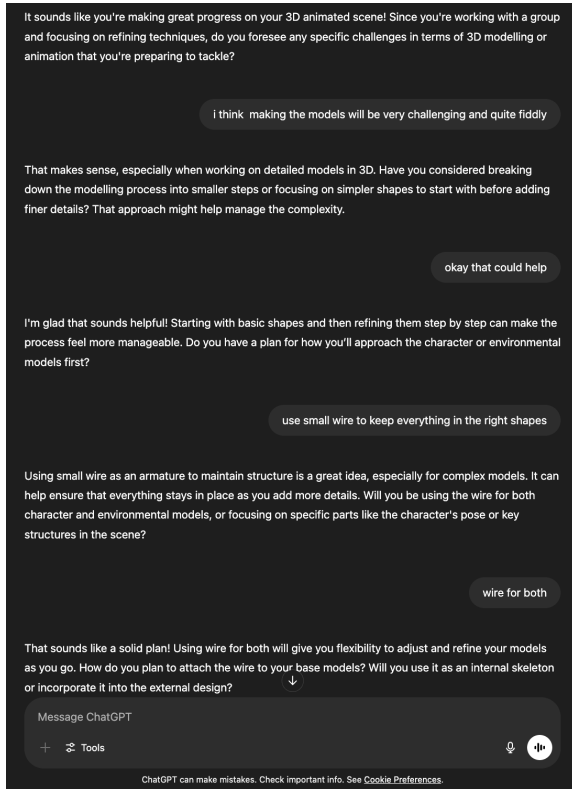 It sounds like you're making great progress on your 3D animated scene! Since you're working with a group
and focusing on refining techniques, do you foresee any specific challenges in terms of 3D modelling or
animation that you're preparing to tackle?
i think  making the models will be very challenging and quite fiddly
That makes sense, especially when working on detailed models in 3D. Have you considered breaking
down the modelling process into smaller steps or focusing on simpler shapes to start with before adding
finer details? That approach might help manage the complexity.
okay that could help
I'm glad that sounds helpful! Starting with basic shapes and then refining them step by step can make the
process feel more manageable. Do you have a plan for how you'll approach the character or environmental
models first?
use small wire to keep everything in the right shapes
Using small wire as an armature to maintain structure is a great idea, especially for complex models. It can
help ensure that everything stays in place as you add more details. Will you be using the wire for both
character and environmental models, or focusing on specific parts like the character's pose or key
structures in the scene?
wire for both
That sounds like a solid plan! Using wire for both will give you flexibility to adjust and refine your models
as you go. How do you plan to attach the wire to your base models? Will you use it as an internal skeleton
or incorporate it into the external design?
Message ChatGPT
Tools
ChatGPT can make mistakes. Check important info. See Cookie Preferences.